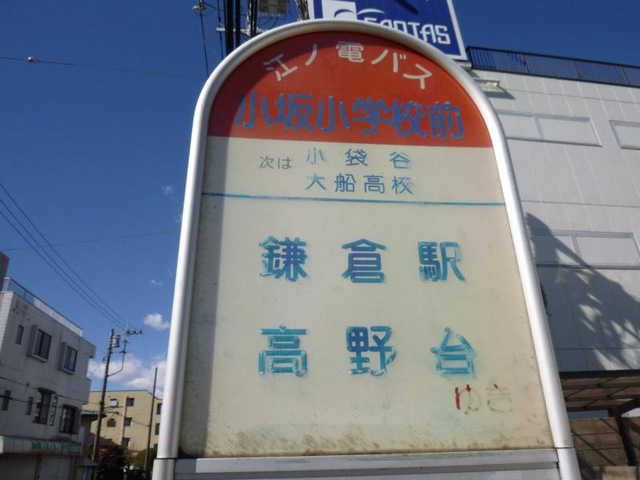 江ノ電バス
小坂小学校前
次は 小袋谷
大船高校
鎌倉駅
高野台
ゆき